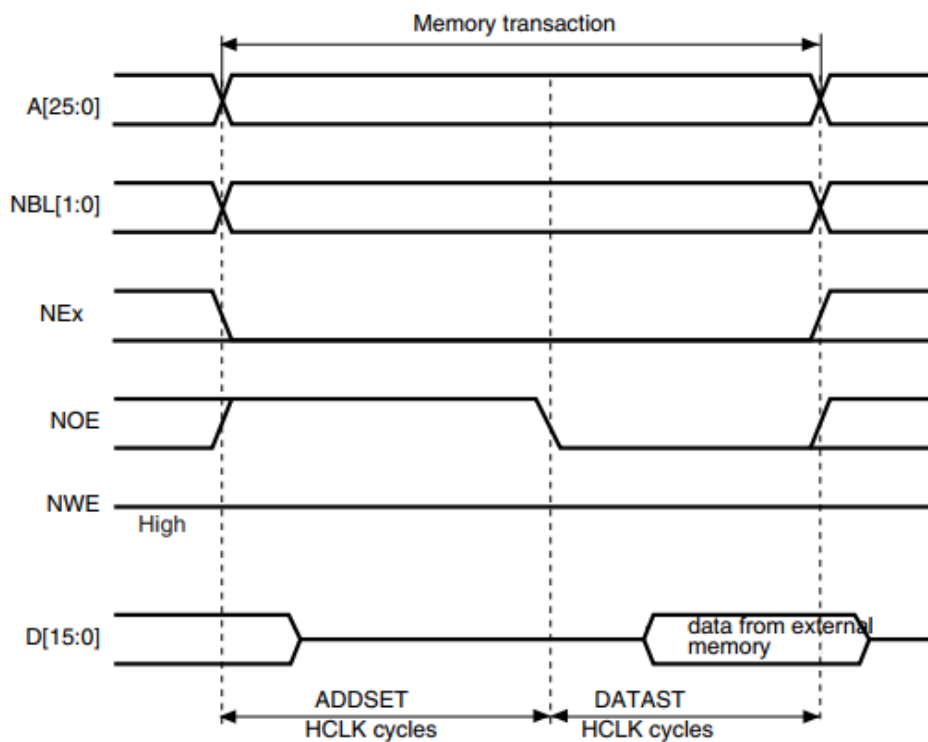 Memory transaction
A[25:0]
NBL[1:0]
NEx
NOE
NWE
High
D[15:0]
data from external
memory
ADDSET
HCLK cycles
DATAST
HCLK cycles